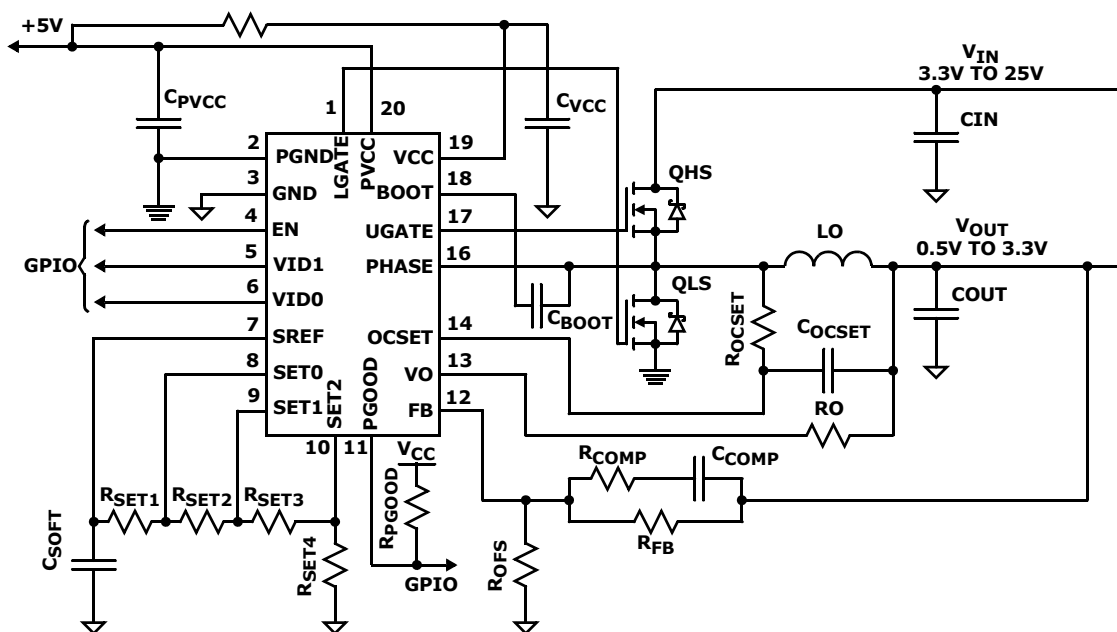 +5V
VIN
3.3V TO 25V
CPVCC
1
20
CVCC
CIN
2
PGND
LGATE
PVCC
VCC
19
3
GND
BOOT
18
QHS
4
EN
UGATE
17
VOUT
0.5V TO 3.3V
LO
GPIO
5
VID1
PHASE
16
6
VID0
CBOOT
QLS
ROCSET
COCSET
COUT
7
SREF
OCSET
14
8
SET0
VO
13
RO
9
SET1
SET2
PGOOD
FB
12
10
11
VCC
RCOMP
CCOMP
RSET1
RSET2
RSET3
RPGOOD
RFB
CSOFT
RSET4
GPIO
ROFS